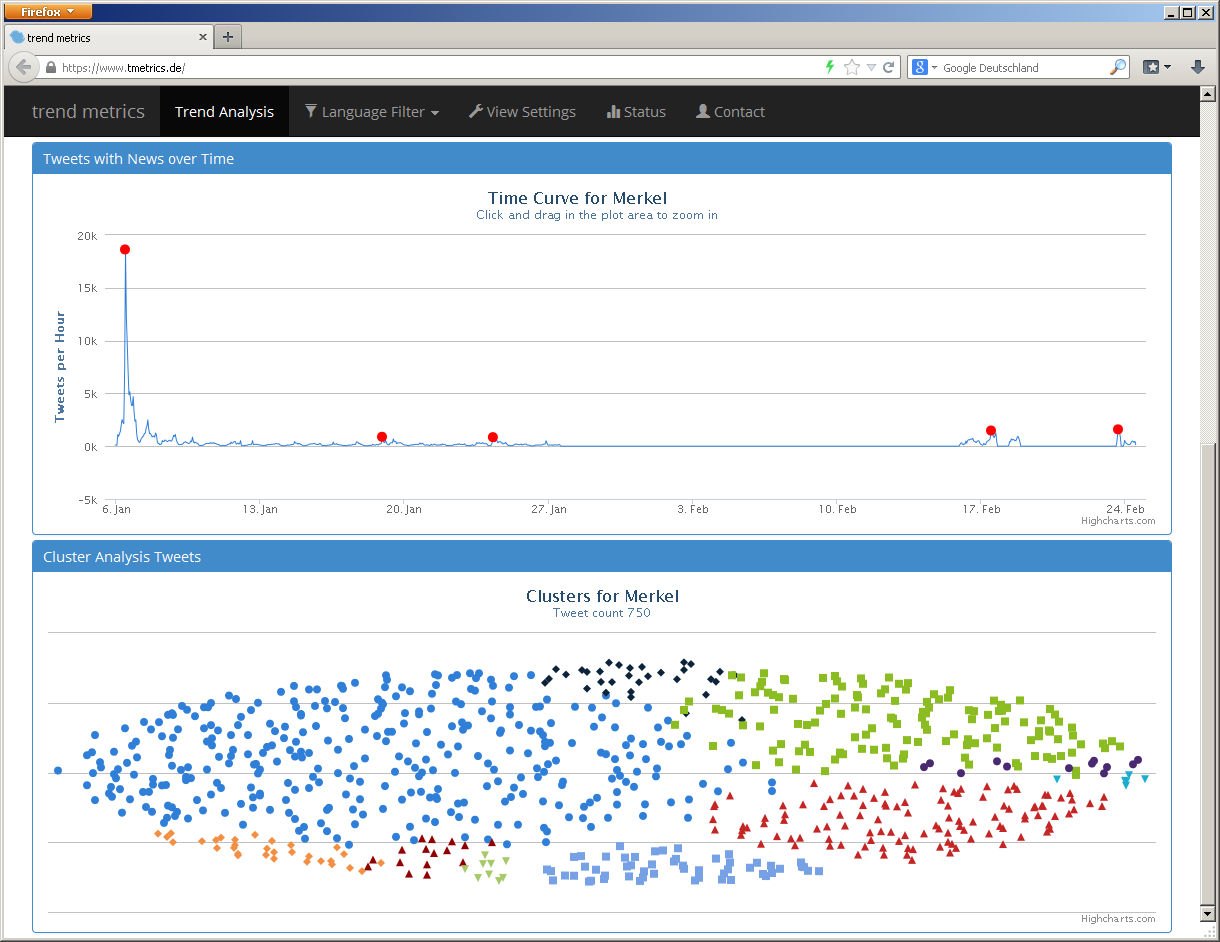 Firefox
trend metrics
https://www.tmetrics.de/
Google Deutschland
trend metrics Trend Analysis Language Filter View Settings Status Contact
Tweets with News over Time
Time Curve for Merkel
Click and drag in the plot area to zoom in
Tweets per Hour
20k
15k
10k
5k
0k
-5k
6. Jan 13. Jan 20. Jan 27. Jan 3. Feb 10. Feb 17. Feb 24. Feb
Highcharts.com
Cluster Analysis Tweets
Clusters for Merkel
Tweet count 750
Highcharts.com